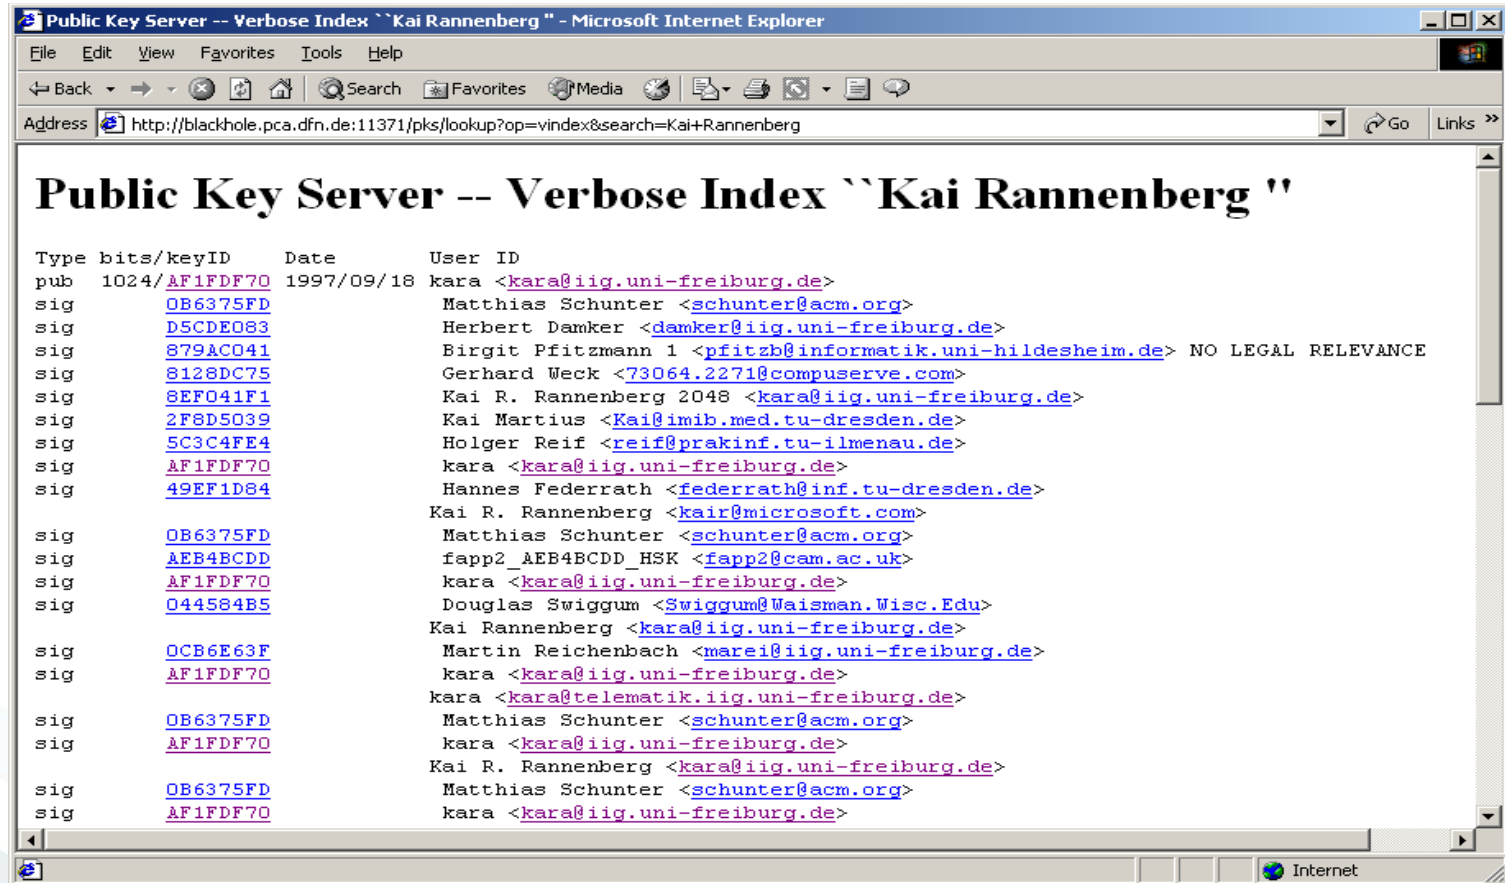 Public Key Server -- Verbose Index ``Kai Rannenberg '' - Microsoft Internet Explorer
File Edit View Favorites Tools Help
Back Search Favorites Media
Address http://blackhole.pca.dfn.de:11371/pks/lookup?op=vindex&search=Kai+Rannenberg Go Links »
Public Key Server -- Verbose Index ``Kai Rannenberg ''
Type bits/keyID Date User ID
pub 1024/AF1FDF70 1997/09/18 kara <kara@iig.uni-freiburg.de>
sig 0B6375FD Matthias Schunter <schunter@acm.org>
sig D5CDE083 Herbert Damker <damker@iig.uni-freiburg.de>
sig 879AC041 Birgit Pfitzmann 1 <pfitzb@informatik.uni-hildesheim.de> NO LEGAL RELEVANCE
sig 8128DC75 Gerhard Weck <73064.2271@compuserve.com>
sig 8EF041F1 Kai R. Rannenberg 2048 <kara@iig.uni-freiburg.de>
sig 2F8D5039 Kai Martius <Kai@imib.med.tu-dresden.de>
sig 5C3C4FE4 Holger Reif <reif@prakinf.tu-ilmenau.de>
sig AF1FDF70 kara <kara@iig.uni-freiburg.de>
sig 49EF1D84 Hannes Federrath <federrath@inf.tu-dresden.de>
Kai R. Rannenberg <kair@microsoft.com>
sig 0B6375FD Matthias Schunter <schunter@acm.org>
sig AEB4BCDD fapp2_AEB4BCDD_HSK <fapp2@cam.ac.uk>
sig AF1FDF70 kara <kara@iig.uni-freiburg.de>
sig 044584B5 Douglas Swiggum <Swiggum@Waisman.Wisc.Edu>
Kai Rannenberg <kara@iig.uni-freiburg.de>
sig 0CB6E63F Martin Reichenbach <marei@iig.uni-freiburg.de>
sig AF1FDF70 kara <kara@iig.uni-freiburg.de>
kara <kara@telematik.iig.uni-freiburg.de>
sig 0B6375FD Matthias Schunter <schunter@acm.org>
sig AF1FDF70 kara <kara@iig.uni-freiburg.de>
Kai R. Rannenberg <kara@iig.uni-freiburg.de>
sig 0B6375FD Matthias Schunter <schunter@acm.org>
sig AF1FDF70 kara <kara@iig.uni-freiburg.de>
Internet